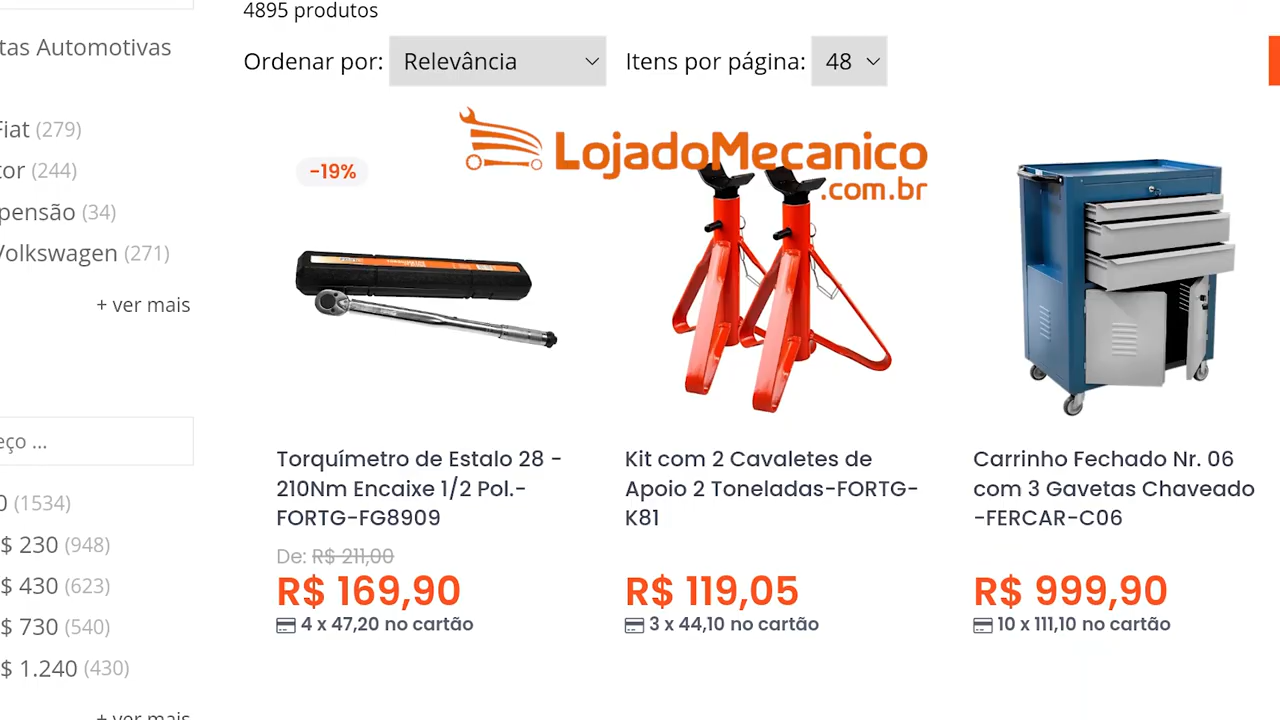 4895 produtos
tas Automotivas
Ordenar por: Relevância Itens por página: 48
Fiat (279)
tor (244)
pensão (34)
Volkswagen (271)
+ ver mais
eço ...
0 (1534)
$ 230 (948)
$ 430 (623)
$ 730 (540)
$ 1.240 (430)
+ ver mais
LojadoMecanico
.com.br
-19%
Torquímetro de Estalo 28 -
210Nm Encaixe 1/2 Pol.-
FORTG-FG8909
De: R$ 211,00
R$ 169,90
4 x 47,20 no cartão
Kit com 2 Cavaletes de
Apoio 2 Toneladas-FORTG-
K81
R$ 119,05
3 x 44,10 no cartão
Carrinho Fechado Nr. 06
com 3 Gavetas Chaveado
-FERCAR-C06
R$ 999,90
10 x 111,10 no cartão